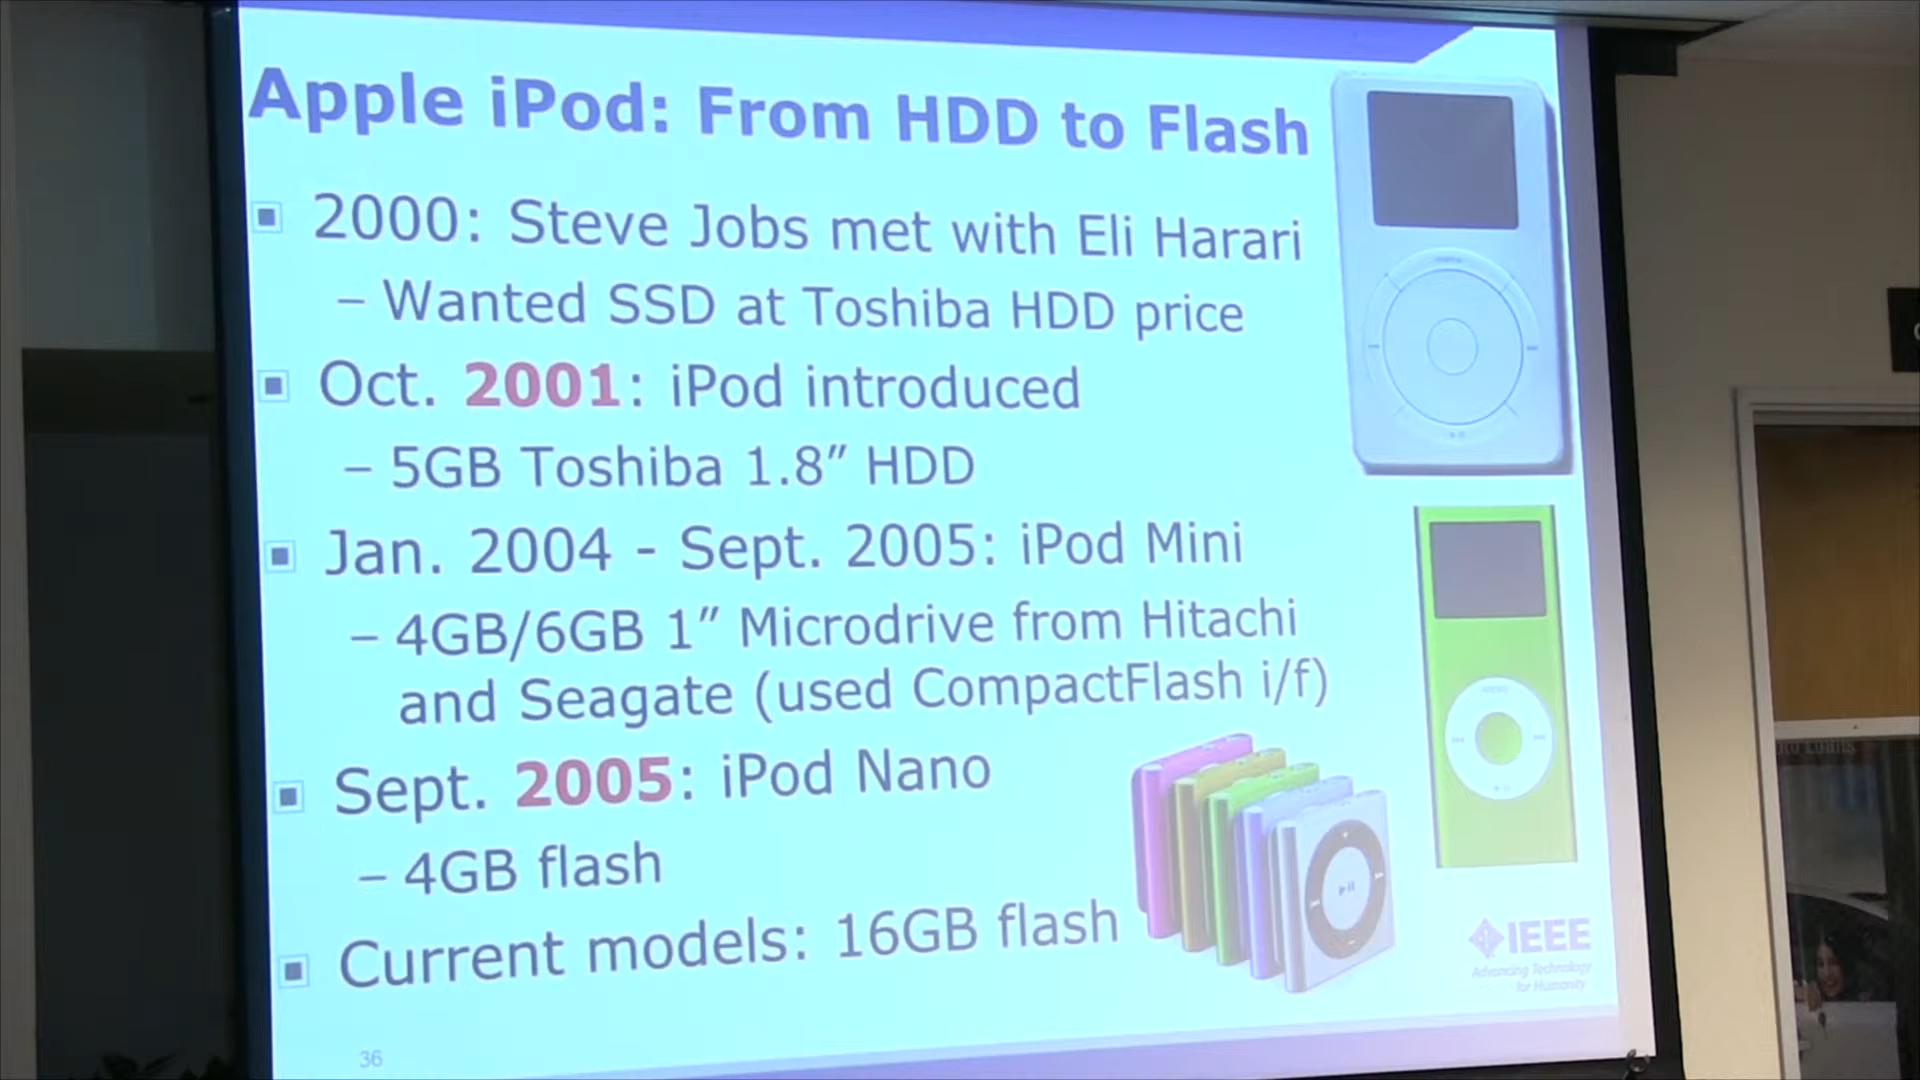 Apple iPod: From HDD to Flash
2000: Steve Jobs met with Eli Harari
– Wanted SSD at Toshiba HDD price
Oct. 2001: iPod introduced
– 5GB Toshiba 1.8” HDD
Jan. 2004 - Sept. 2005: iPod Mini
– 4GB/6GB 1” Microdrive from Hitachi
and Seagate (used CompactFlash i/f)
Sept. 2005: iPod Nano
– 4GB flash
Current models: 16GB flash
IEEE
Advancing Technology
for Humanity
36